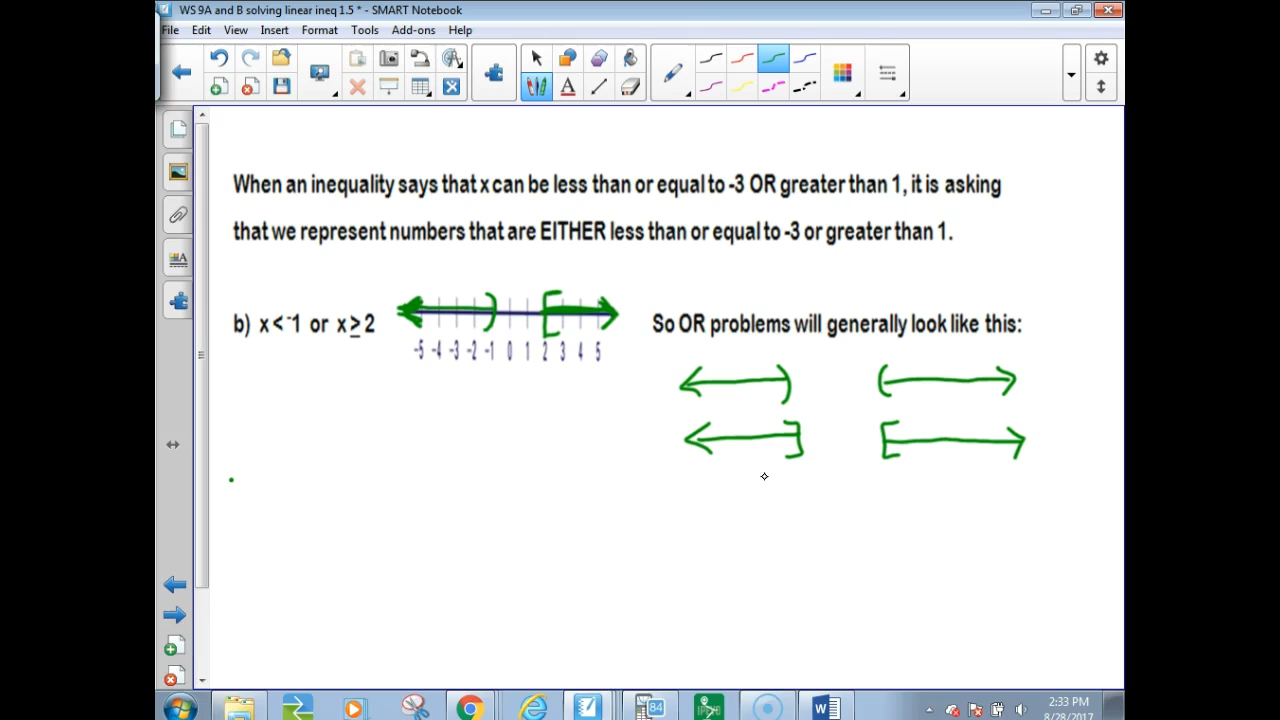 WS 9A and B solving linear ineq 1.5 * - SMART Notebook
File Edit View Insert Format Tools Add-ons Help
When an inequality says that x can be less than or equal to -3 OR greater than 1, it is asking
that we represent numbers that are EITHER less than or equal to -3 or greater than 1.
b) x < ⁻1 or x ≥ 2
-5 -4 -3 -2 -1 0 1 2 3 4 5
So OR problems will generally look like this:
84
2:33 PM
8/28/2017